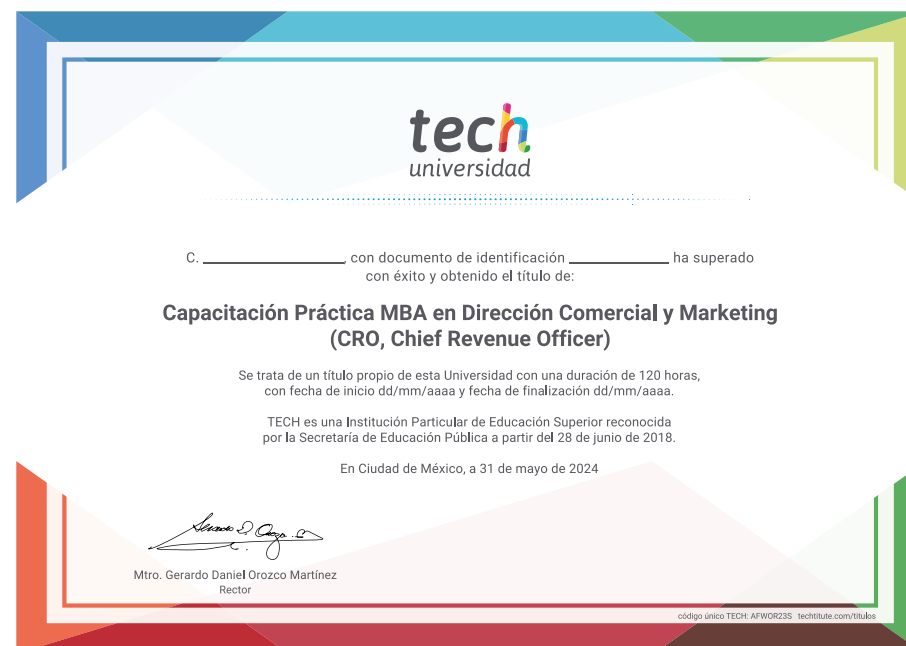 tech
universidad
C. ____________________, con documento de identificación ______________ ha superado
con éxito y obtenido el título de:
Capacitación Práctica MBA en Dirección Comercial y Marketing
(CRO, Chief Revenue Officer)
Se trata de un título propio de esta Universidad con una duración de 120 horas,
con fecha de inicio dd/mm/aaaa y fecha de finalización dd/mm/aaaa.
TECH es una Institución Particular de Educación Superior reconocida
por la Secretaría de Educación Pública a partir del 28 de junio de 2018.
En Ciudad de México, a 31 de mayo de 2024
Mtro. Gerardo Daniel Orozco Martínez
Rector
código único TECH: AFWOR23S techtitute.com/titulos